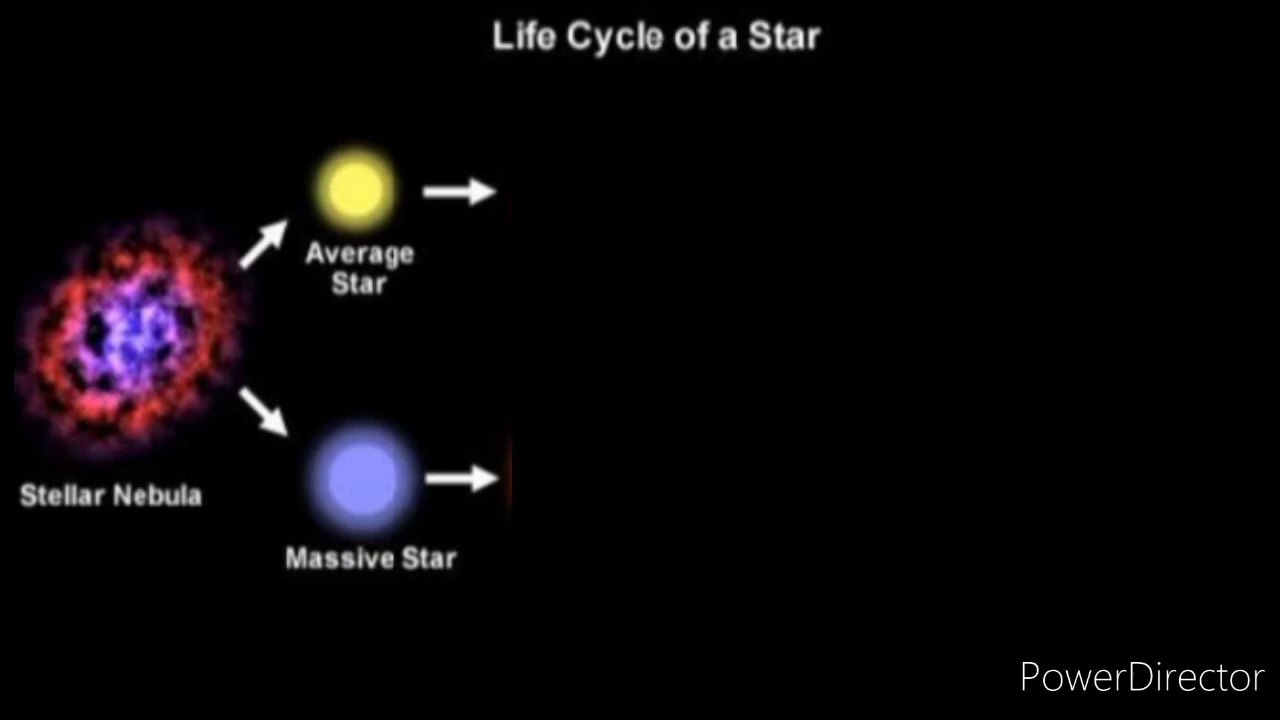 Life Cycle of a Star
Average
Star
Stellar Nebula
Massive Star
PowerDirector